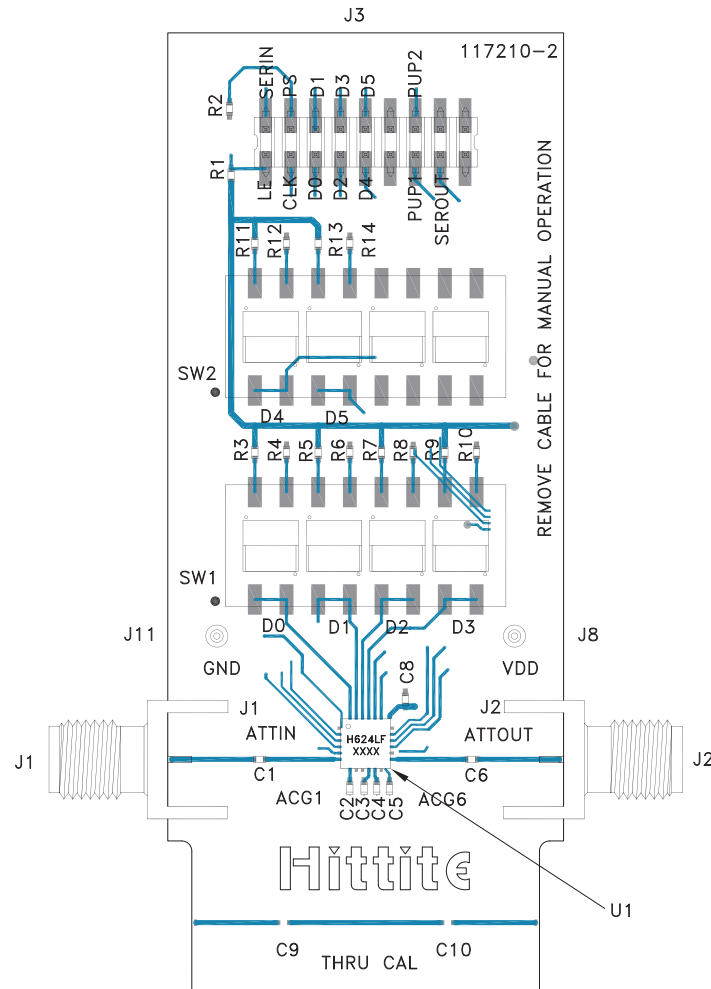 J3
117210-2
SERIN
PS
D1
D3
D5
PUP2
R2
R1
LE
CLK
D0
D2
D4
PUP1
SEROUT
REMOVE CABLE FOR MANUAL OPERATION
R11
R12
R13
R14
SW2
D4
D5
R3
R4
R5
R6
R7
R8
R9
R10
SW1
D0
D1
D2
D3
J11
J8
GND
VDD
C8
J1
J2
ATTIN
ATTOUT
H624LF
XXXX
J1
J2
C1
C6
ACG1
ACG6
C2
C3
C4
C5
Hittite
U1
C9
C10
THRU CAL